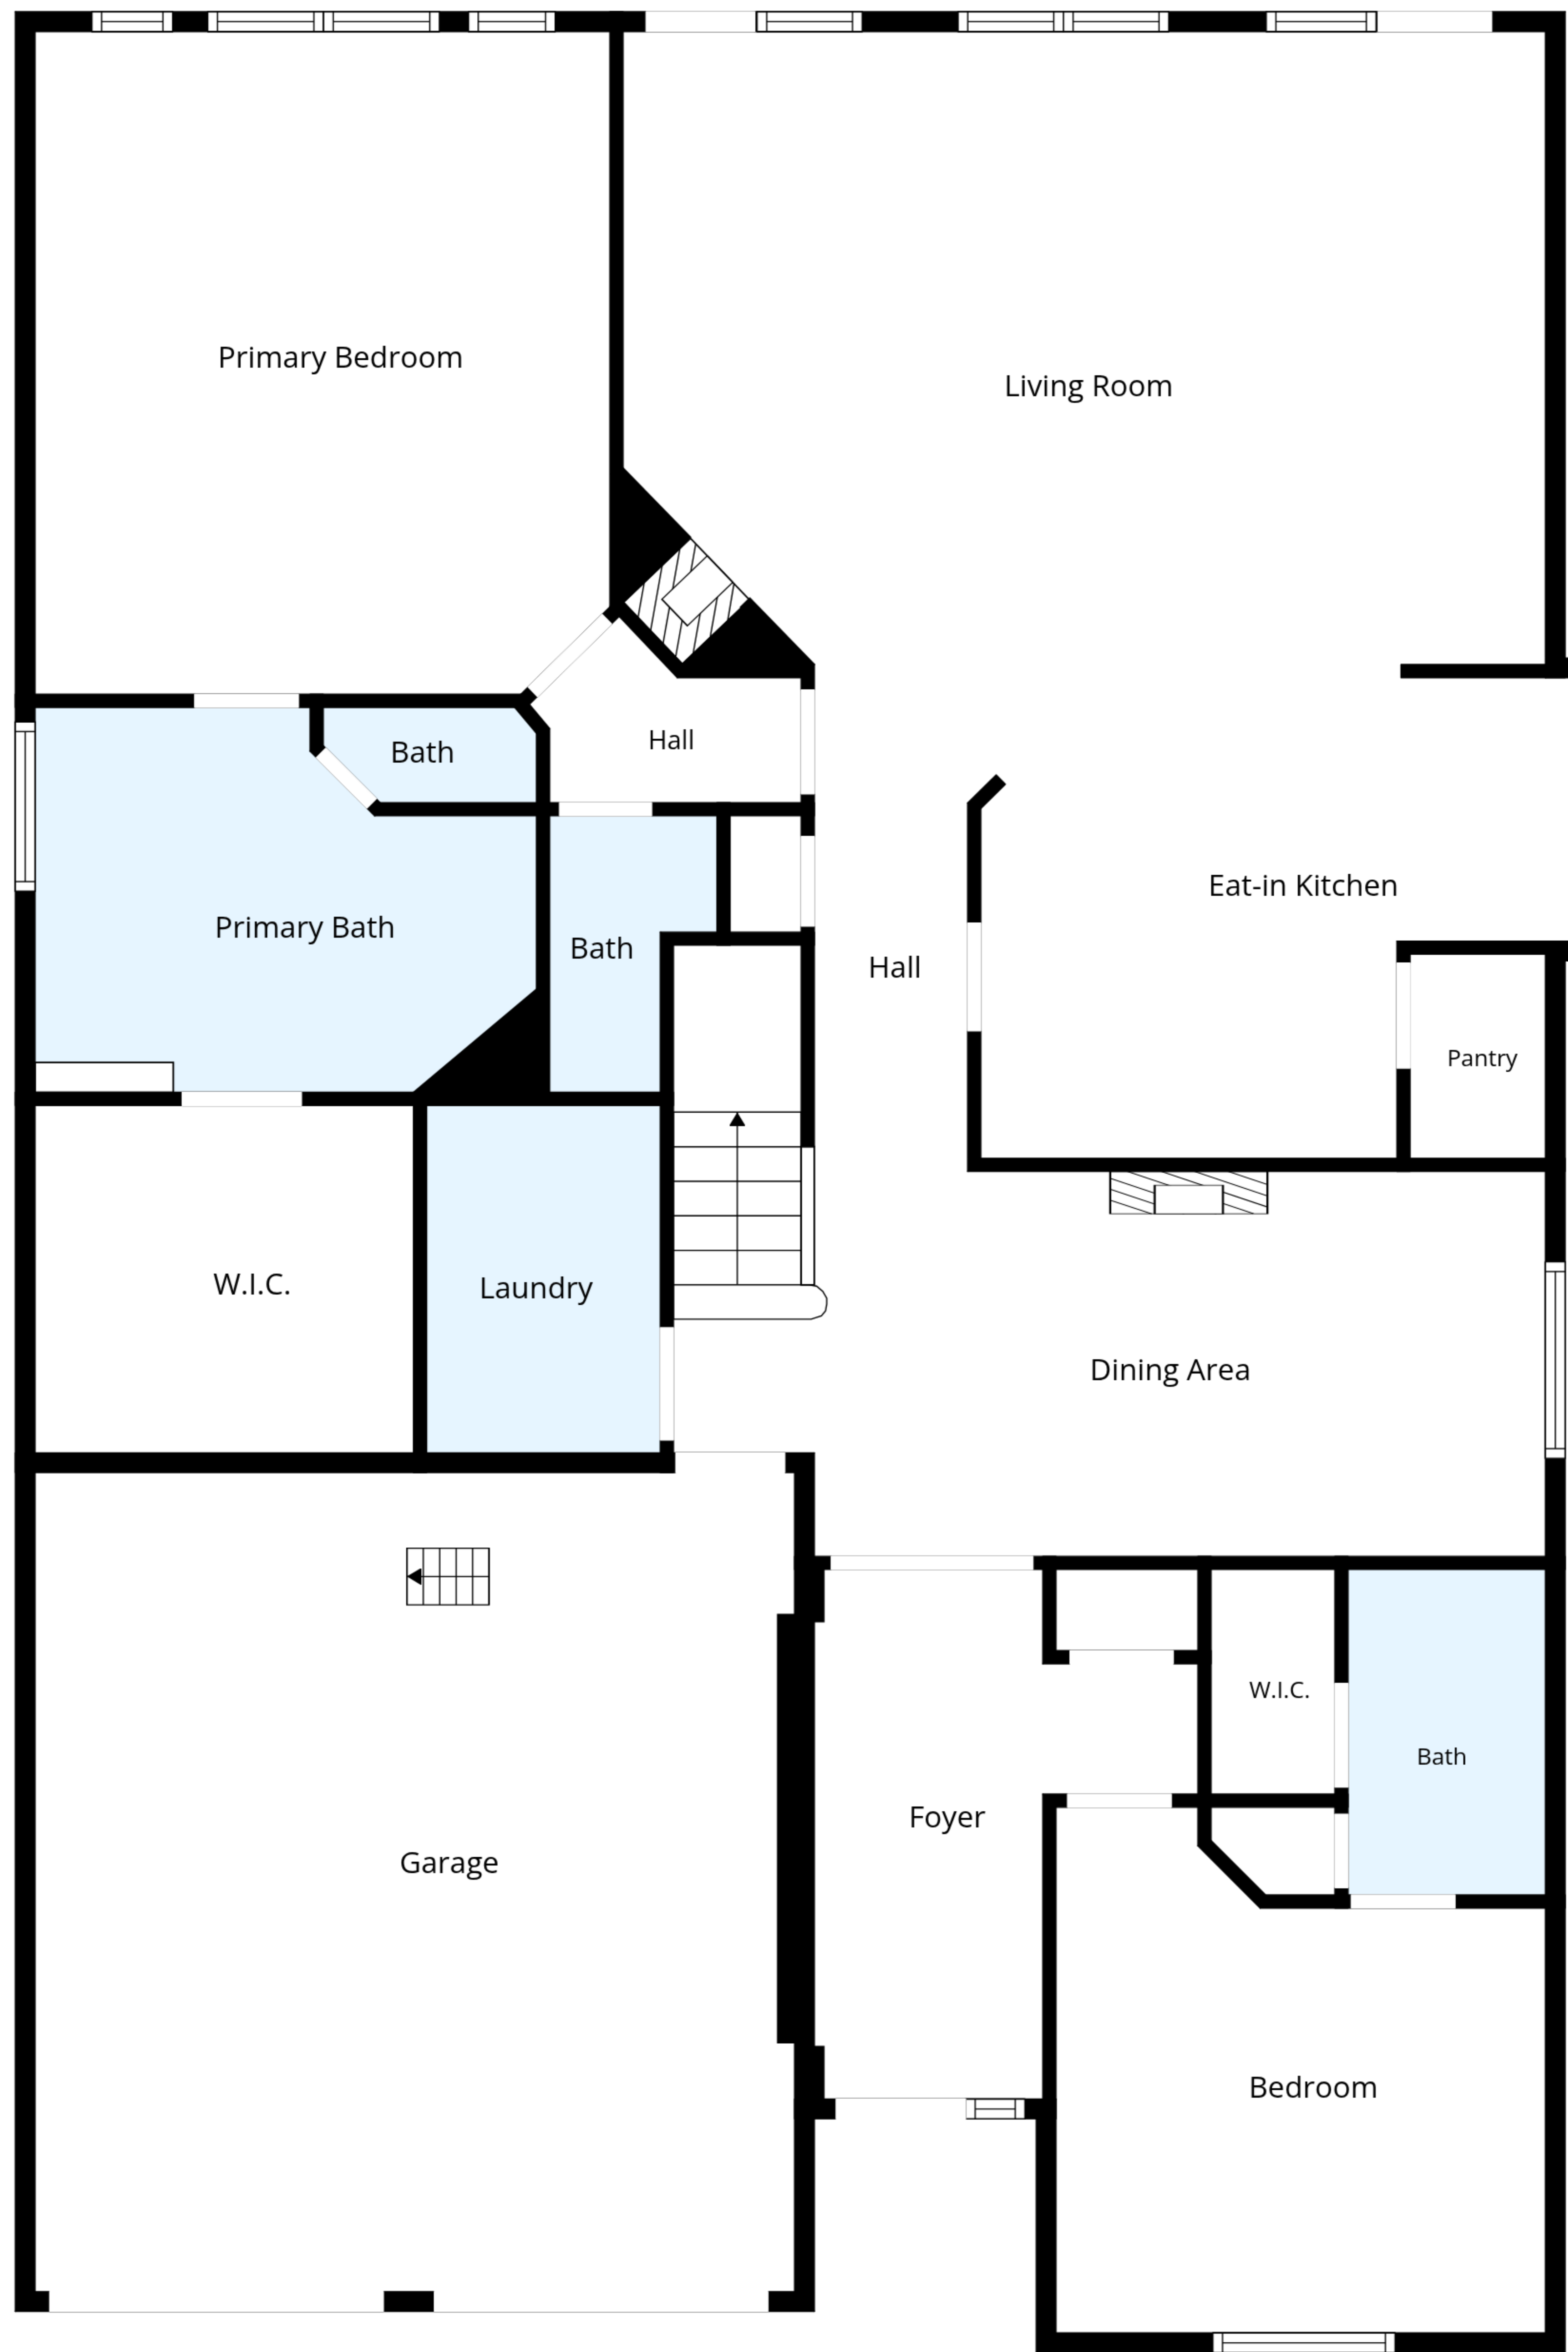 Primary Bedroom
Living Room
Hall
Bath
Eat-in Kitchen
Primary Bath
Bath
Hall
Pantry
W.I.C.
Laundry
Dining Area
W.I.C.
Bath
Foyer
Garage
Bedroom